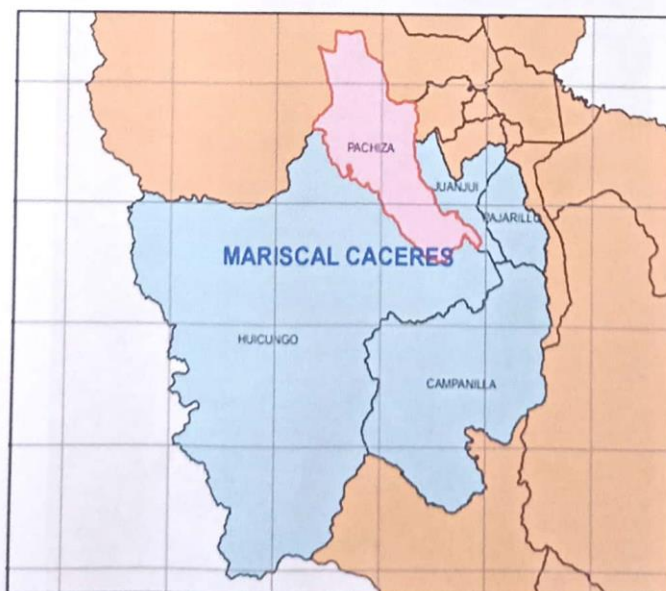 PACHIZA
JUANJUI
PAJARILLO
MARISCAL CACERES
HUICUNGO
CAMPANILLA